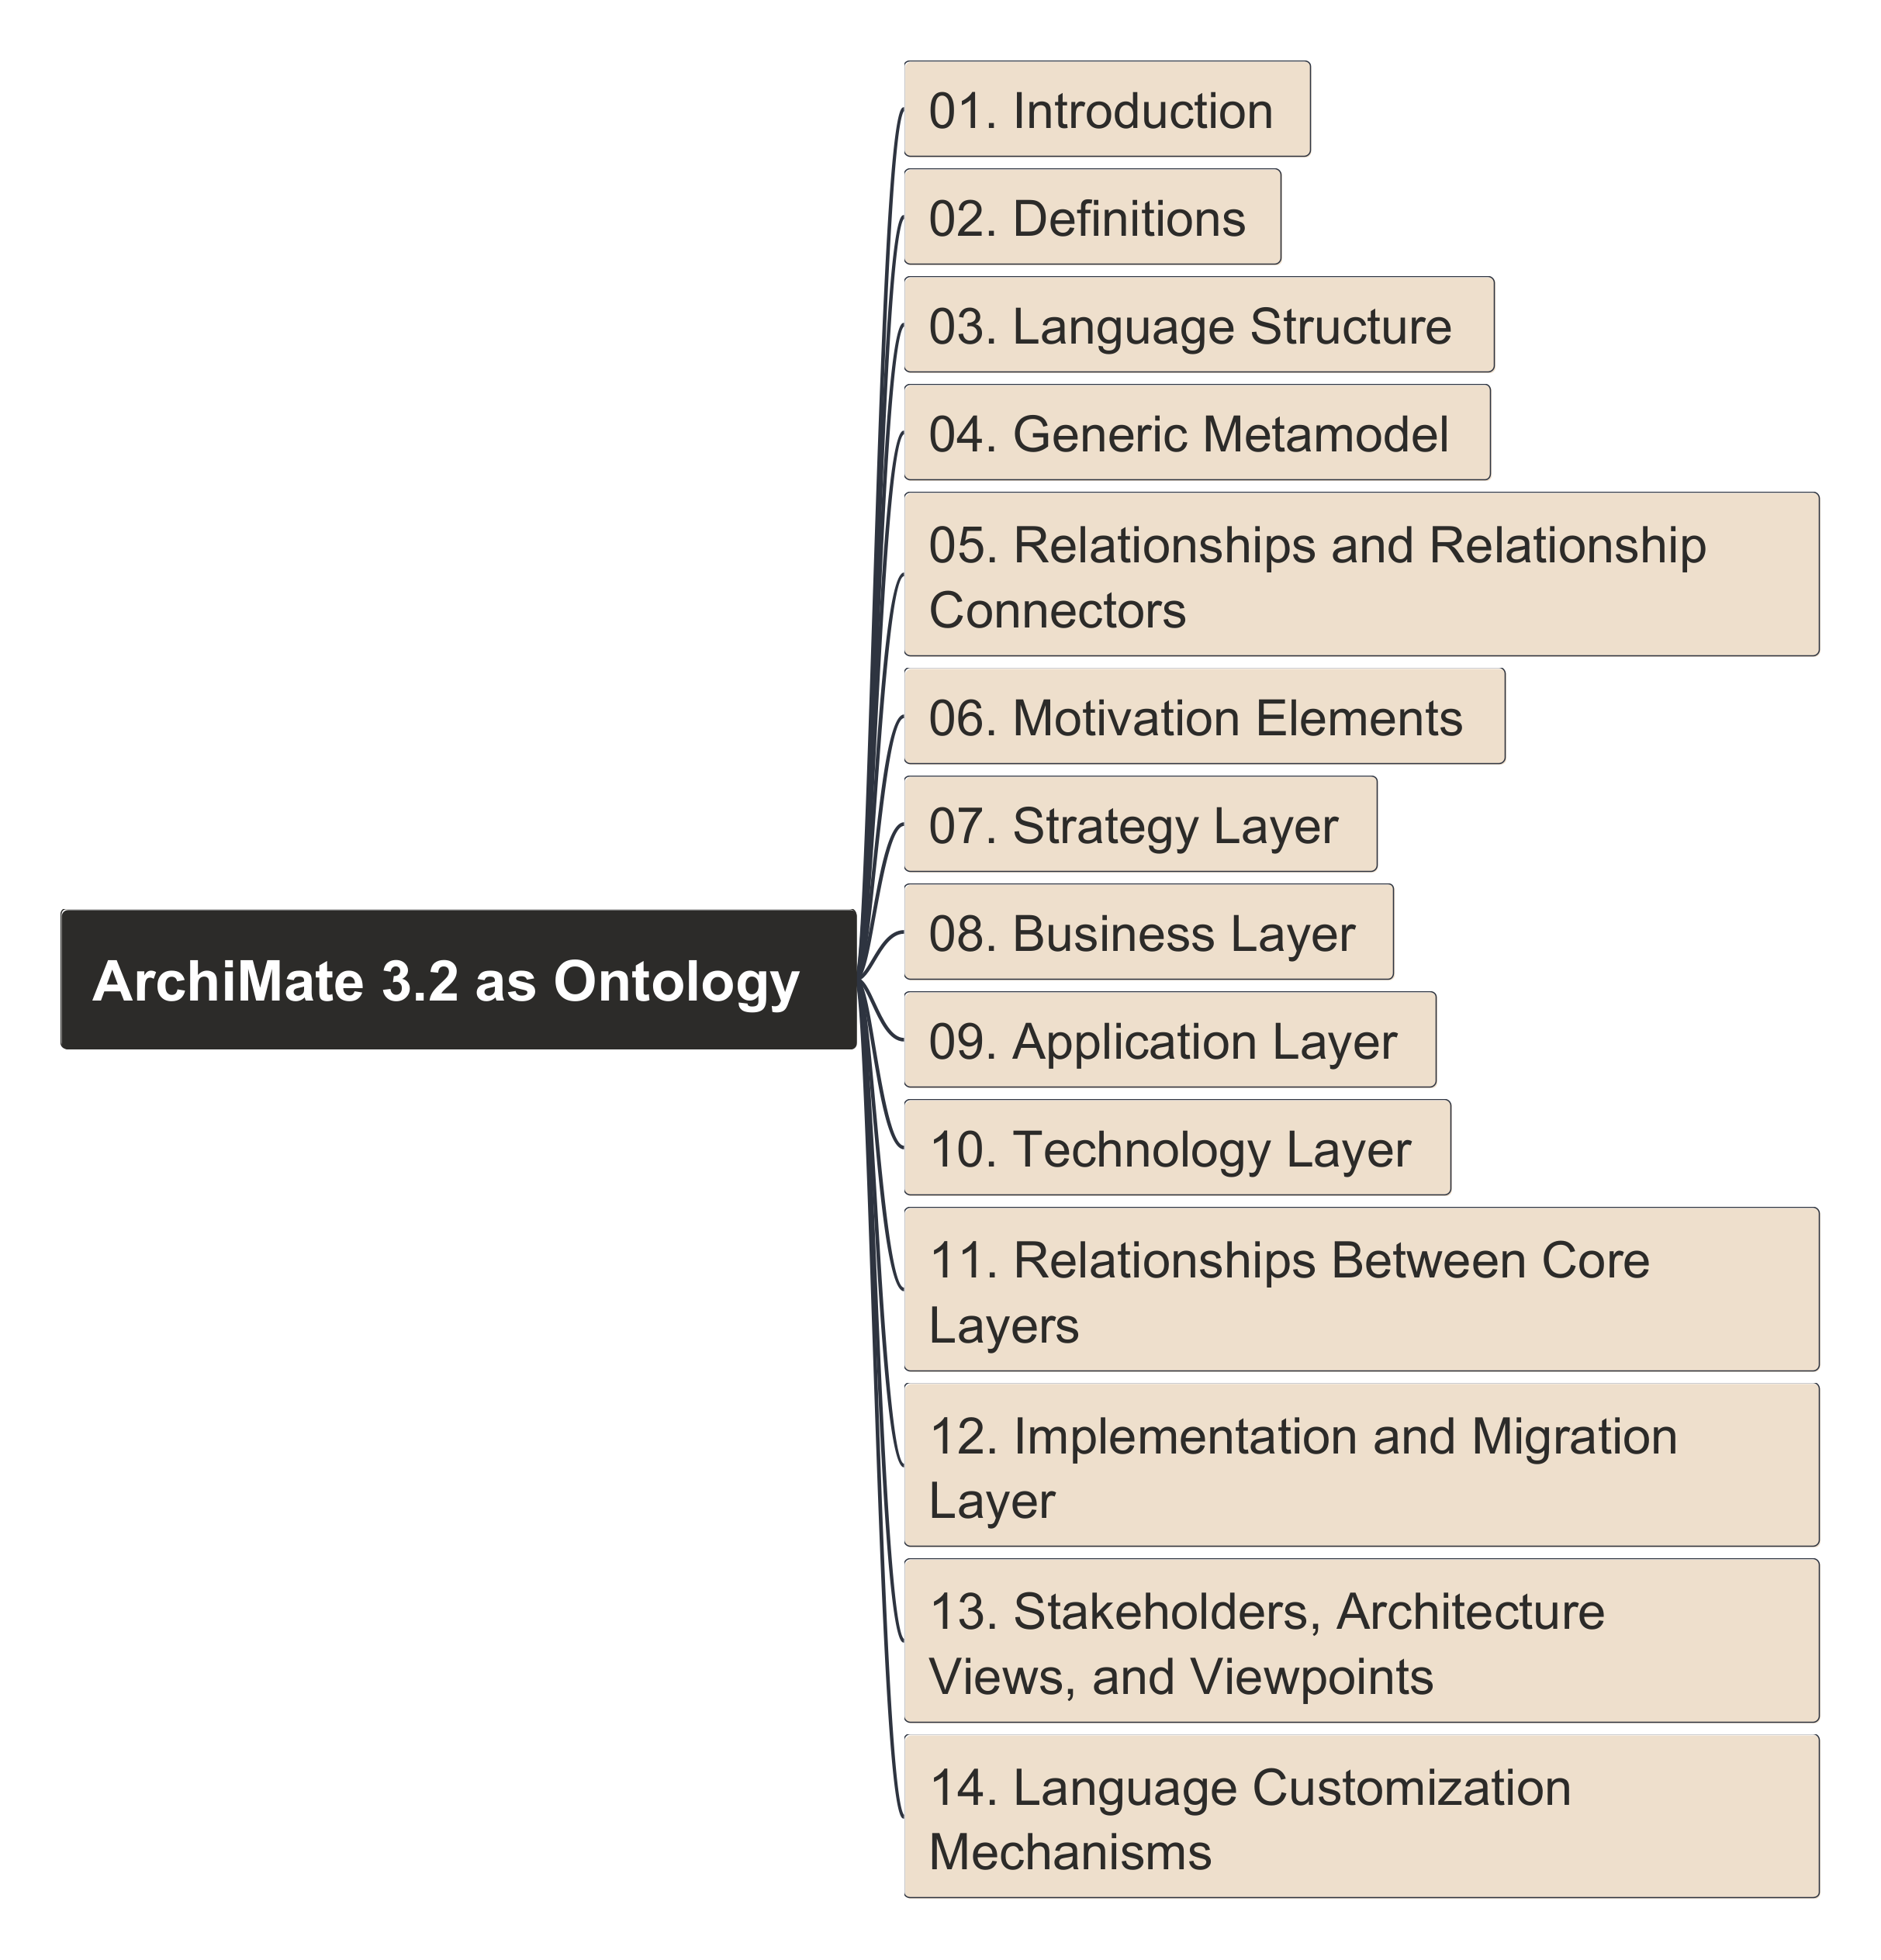 01. Introduction
02. Definitions
03. Language Structure
04. Generic Metamodel
05. Relationships and Relationship
Connectors
06. Motivation Elements
07. Strategy Layer
08. Business Layer
ArchiMate 3.2 as Ontology
09. Application Layer
10. Technology Layer
11. Relationships Between Core
Layers
12. Implementation and Migration
Layer
13. Stakeholders, Architecture
Views, and Viewpoints
14. Language Customization
Mechanisms